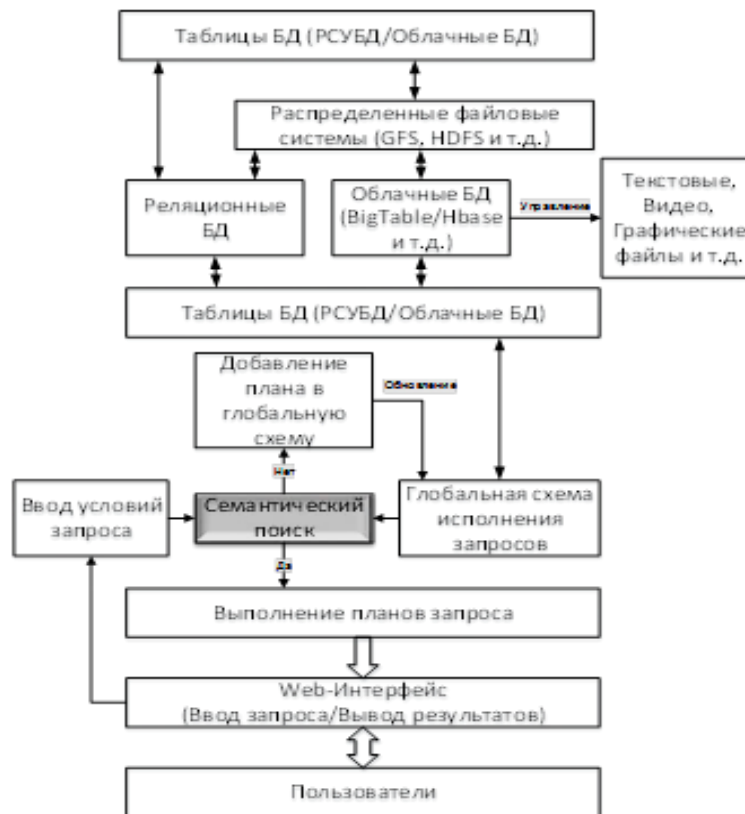 Таблицы БД (РСУБД/Облачные БД)
Распределенные файловые
системы (GFS, HDFS и т.д.)
Реляционные
БД
Облачные БД
(BigTable/Hbase
и т.д.)
Управление
Текстовые,
Видео,
Графические
файлы и т.д.
Таблицы БД (РСУБД/Облачные БД)
Добавление
плана в
глобальную
схему
Обновление
Нет
Ввод условий
запроса
Семантический
поиск
Глобальная схема
исполнения
запросов
Да
Выполнение планов запроса
Web-Интерфейс
(Ввод запроса/Вывод результатов)
Пользователи